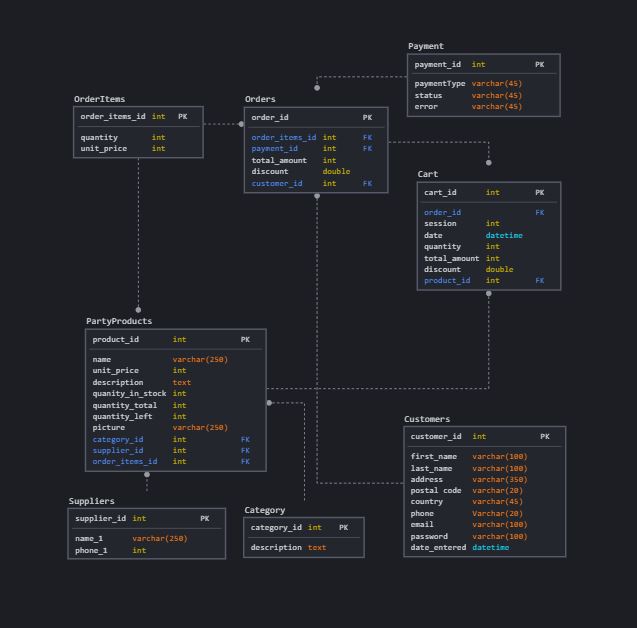 Payment
payment_id int PK
paymentType varchar(45)
status varchar(45)
error varchar(45)
OrderItems
order_items_id int PK
quantity int
unit_price int
Orders
order_id PK
order_items_id int FK
payment_id int FK
total_amount int
discount double
customer_id int FK
Cart
cart_id int PK
order_id FK
session int
date datetime
quantity int
total_amount int
discount double
product_id int FK
PartyProducts
product_id int PK
name varchar(250)
unit_price int
description text
quanity_in_stock int
quantity_total int
quantity_left int
picture varchar(250)
category_id int FK
supplier_id int FK
order_items_id int FK
Customers
customer_id int PK
first_name varchar(100)
last_name varchar(100)
address varchar(350)
postal code varchar(20)
country varchar(45)
phone Varchar(20)
email varchar(100)
password varchar(100)
date_entered datetime
Suppliers
supplier_id int PK
name_1 varchar(250)
phone_1 int
Category
category_id int PK
description text